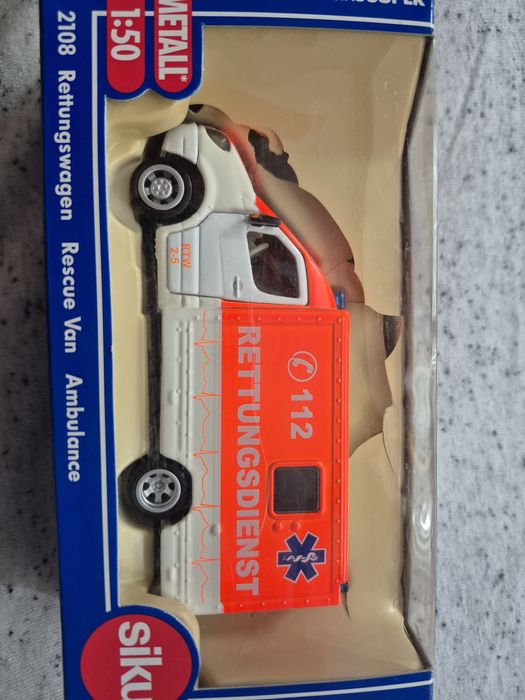 METALL*
1:50
RTW
2-5
112
RETTUNGSDIENST
2108 Rettungswagen Rescue Van Ambulance
siku